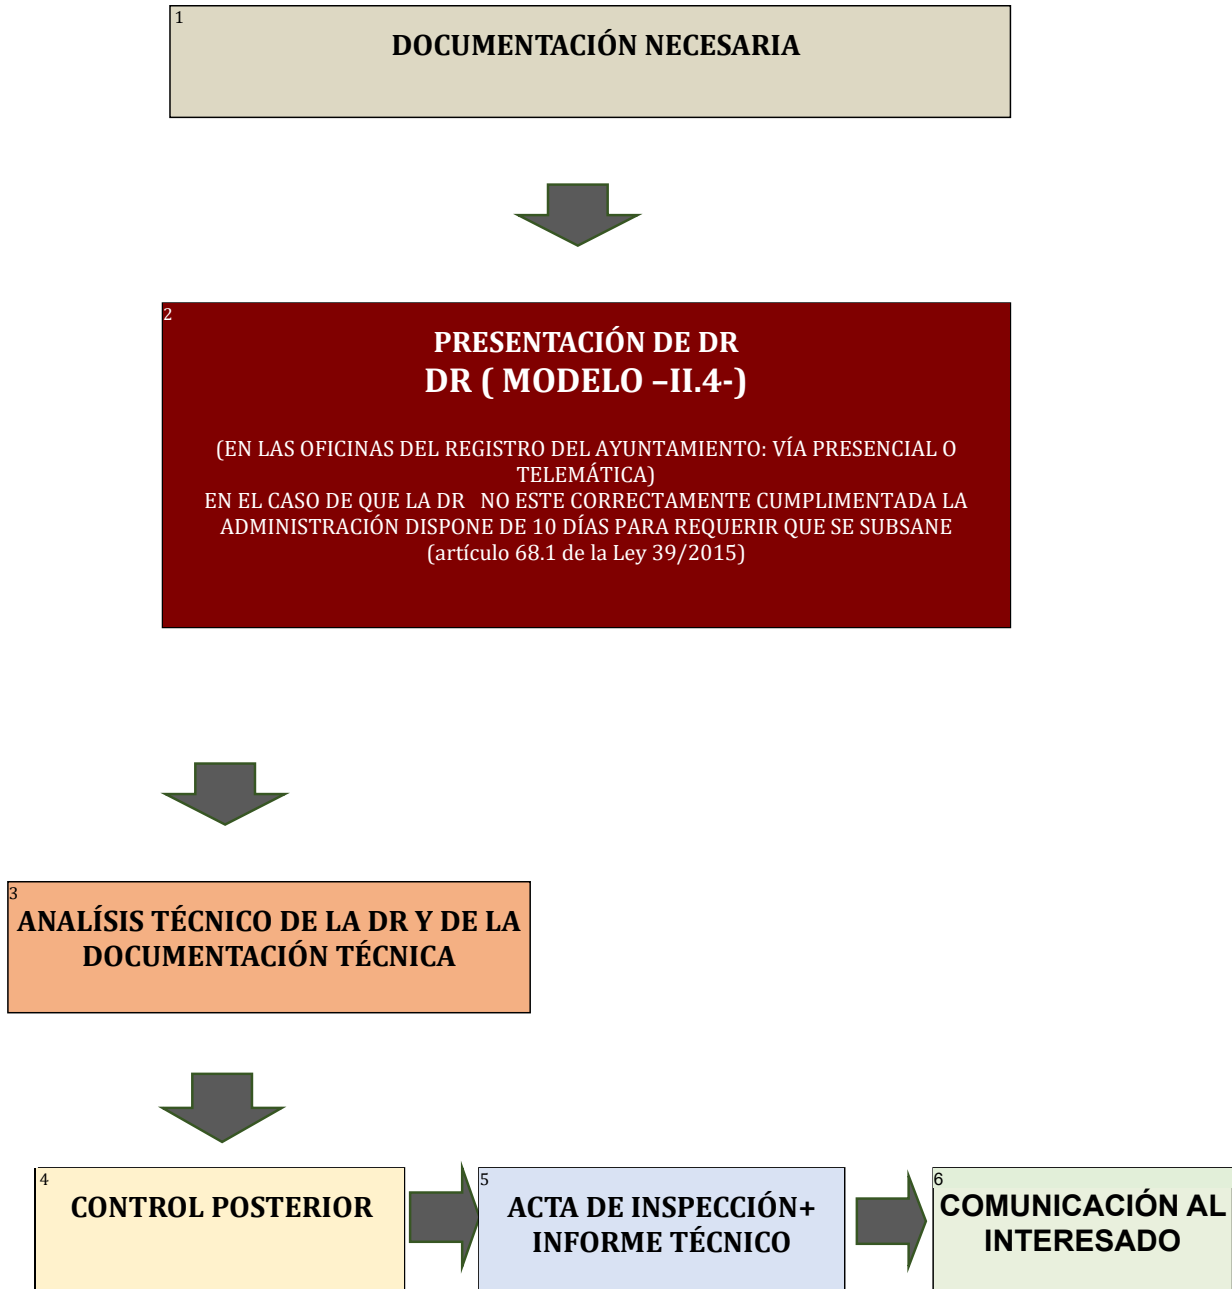 1
DOCUMENTACIÓN NECESARIA
2
PRESENTACIÓN DE DR
DR ( MODELO –II.4-)
(EN LAS OFICINAS DEL REGISTRO DEL AYUNTAMIENTO: VÍA PRESENCIAL O
TELEMÁTICA)
EN EL CASO DE QUE LA DR NO ESTE CORRECTAMENTE CUMPLIMENTADA LA
ADMINISTRACIÓN DISPONE DE 10 DÍAS PARA REQUERIR QUE SE SUBSANE
(artículo 68.1 de la Ley 39/2015)
3
ANALÍSIS TÉCNICO DE LA DR Y DE LA
DOCUMENTACIÓN TÉCNICA
4
CONTROL POSTERIOR
5
ACTA DE INSPECCIÓN+
INFORME TÉCNICO
6
COMUNICACIÓN AL
INTERESADO